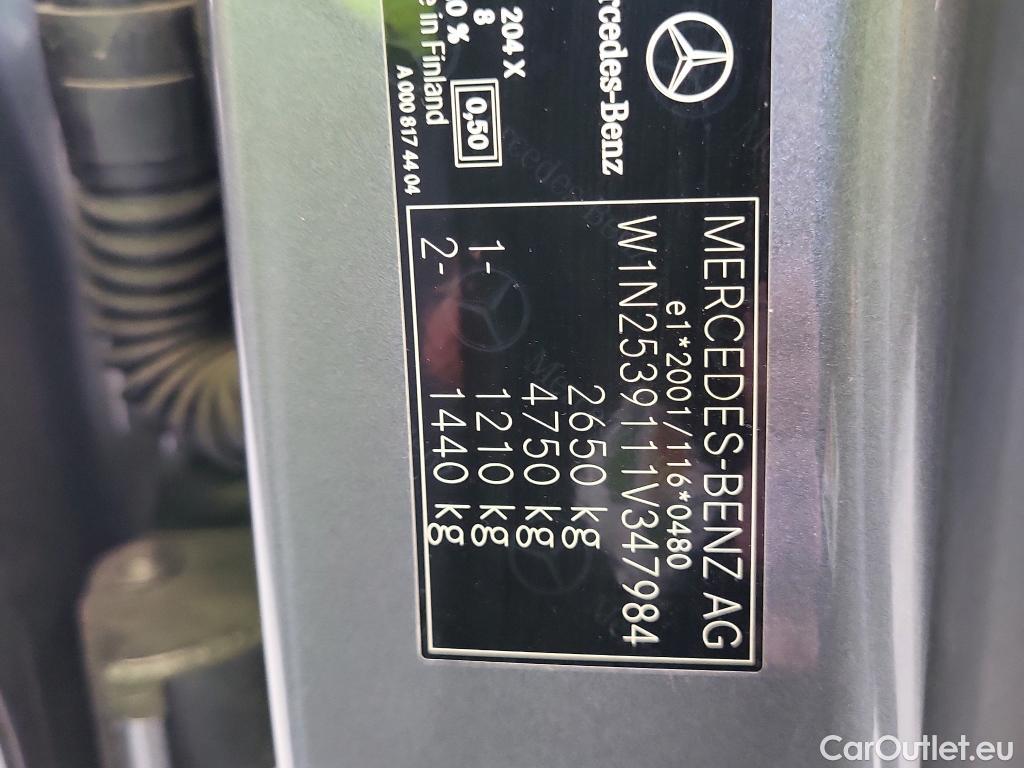 Mercedes-Benz
204 X
8
0 %
0,50
in Finland
A 000 817 44 04
MERCEDES-BENZ AG
e1*2001/116*0480
W1N2539111V347984
2650 kg
4750 kg
1- 1210 kg
2- 1440 kg
CarOutlet.eu